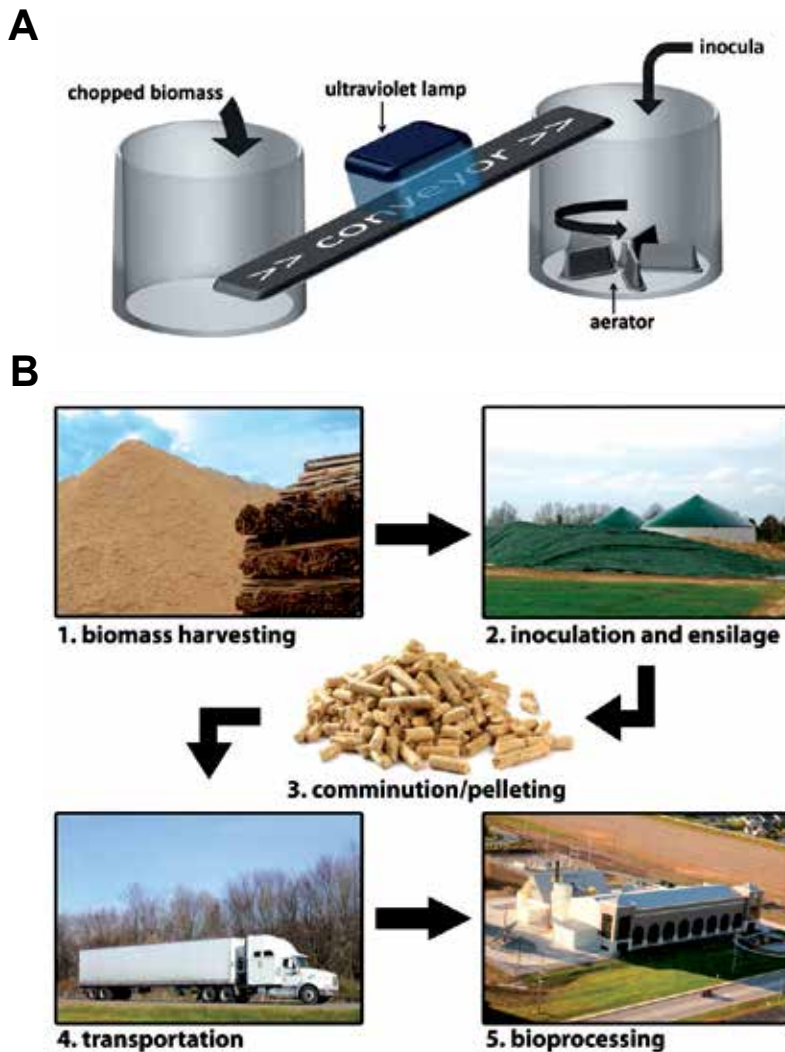 A
inocula
chopped biomass
ultraviolet lamp
>> conveyor >>
aerator
B
1. biomass harvesting
2. inoculation and ensilage
3. comminution/pelleting
4. transportation
5. bioprocessing